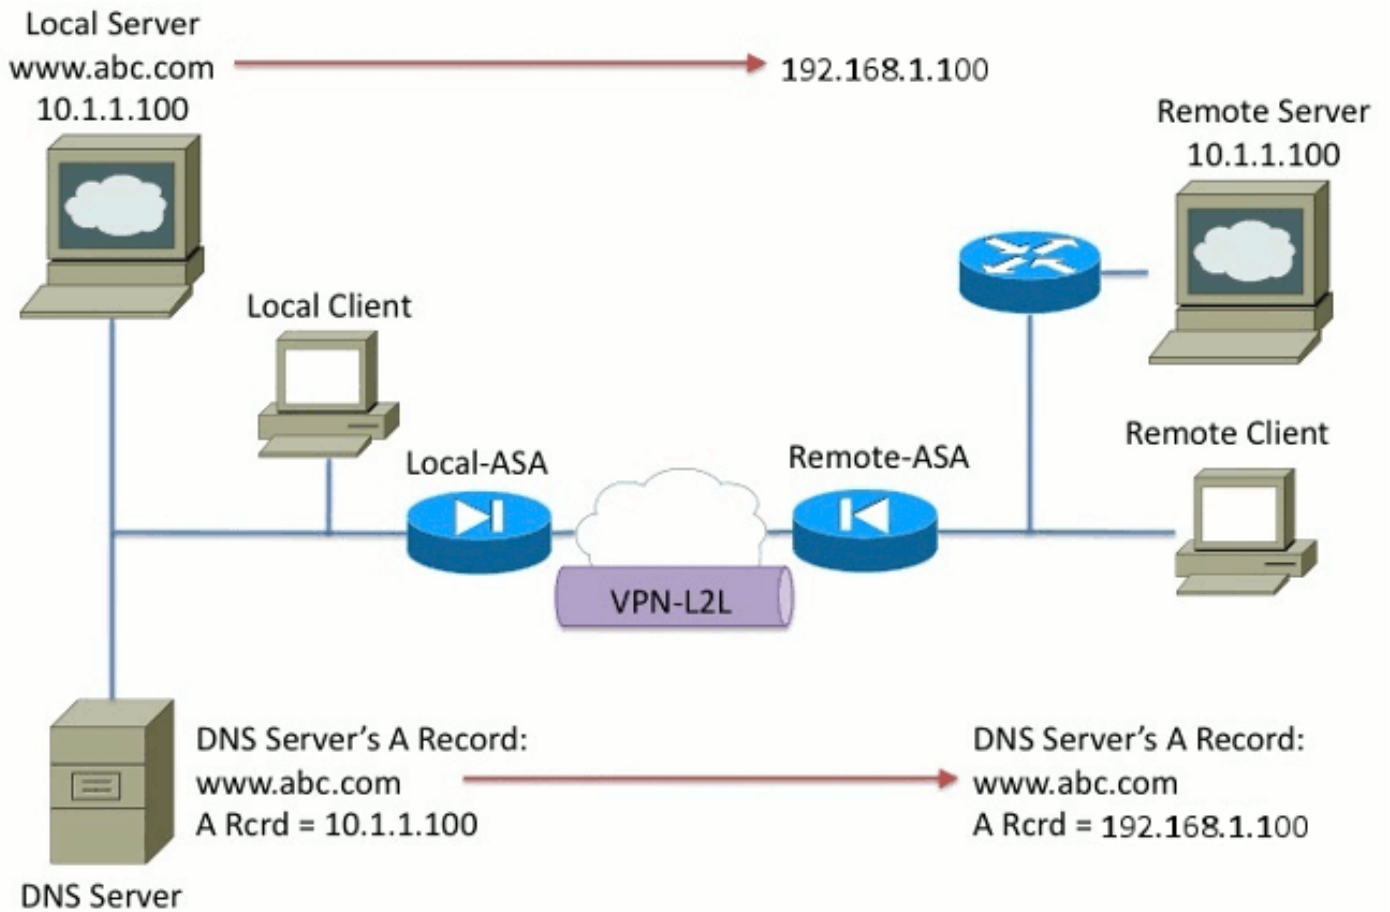 Local Server
www.abc.com
10.1.1.100
192.168.1.100
Remote Server
10.1.1.100
Local Client
Local-ASA
Remote-ASA
Remote Client
VPN-L2L
DNS Server’s A Record:
www.abc.com
A Rcrd = 10.1.1.100
DNS Server’s A Record:
www.abc.com
A Rcrd = 192.168.1.100
DNS Server